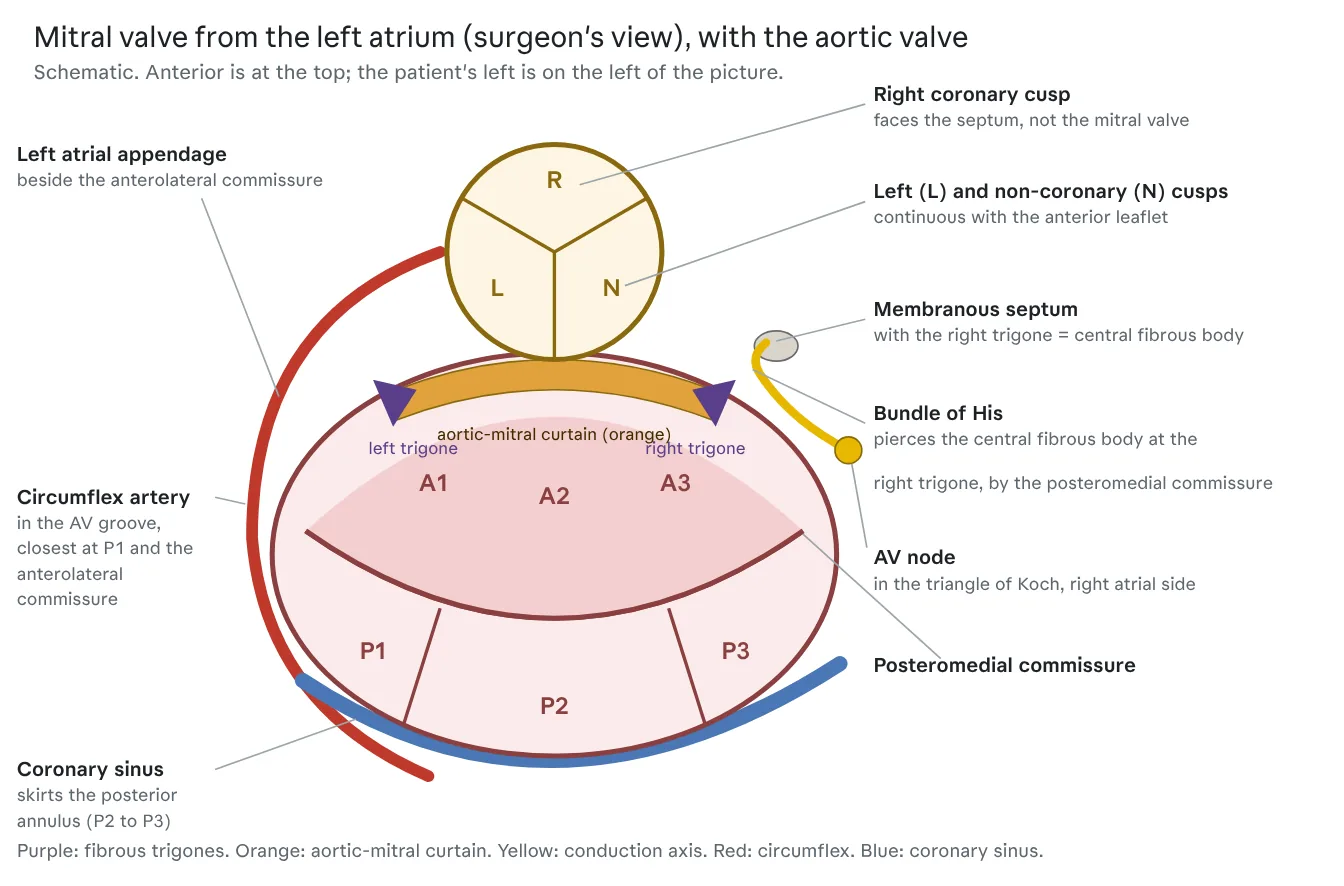 Mitral valve from the left atrium (surgeon's view), with the aortic valve
Schematic. Anterior is at the top; the patient's left is on the left of the picture.
Right coronary cusp
faces the septum, not the mitral valve
Left atrial appendage
beside the anterolateral commissure
R
Left (L) and non-coronary (N) cusps
continuous with the anterior leaflet
L
N
Membranous septum
with the right trigone = central fibrous body
Bundle of His
pierces the central fibrous body at the
right trigone, by the posteromedial commissure
aortic-mitral curtain (orange)
left trigone
right trigone
A1
A2
A3
Circumflex artery
in the AV groove,
closest at P1 and the
anterolateral
commissure
AV node
in the triangle of Koch, right atrial side
P1
P2
P3
Posteromedial commissure
Coronary sinus
skirts the posterior
annulus (P2 to P3)
Purple: fibrous trigones. Orange: aortic-mitral curtain. Yellow: conduction axis. Red: circumflex. Blue: coronary sinus.